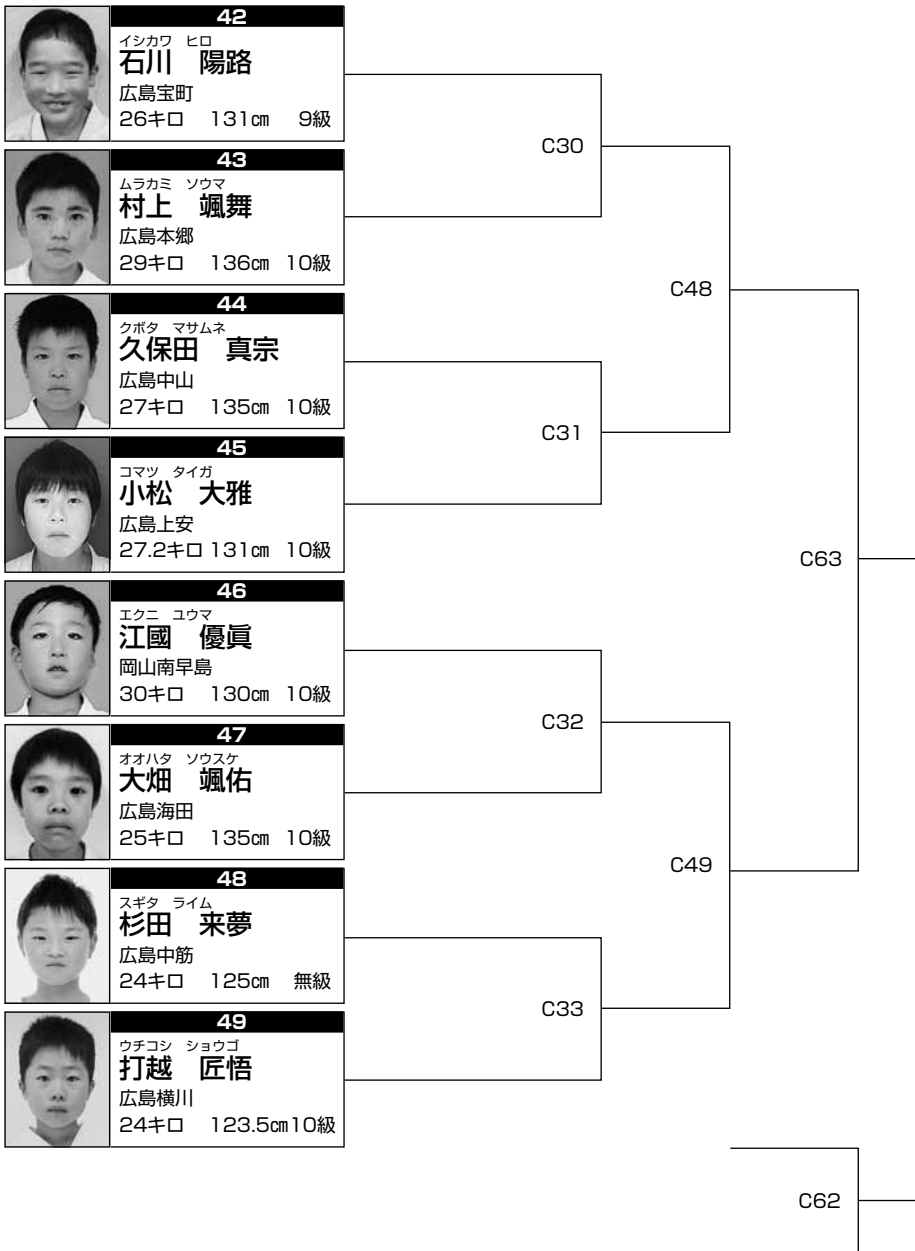 42
イシカワ ヒロ
石川 陽路
広島宝町
26キロ 131㎝ 9級
43
ムラカミ ソウマ
村上 颯舞
広島本郷
29キロ 136㎝ 10級
44
クボタ マサムネ
久保田 真宗
広島中山
27キロ 135㎝ 10級
45
コマツ タイガ
小松 大雅
広島上安
27.2キロ 131㎝ 10級
46
エクニ ユウマ
江國 優眞
岡山南早島
30キロ 130㎝ 10級
47
オオハタ ソウスケ
大畑 颯佑
広島海田
25キロ 135㎝ 10級
48
スギタ ライム
杉田 来夢
広島中筋
24キロ 125㎝ 無級
49
ウチコシ ショウゴ
打越 匠悟
広島横川
24キロ 123.5㎝10級
C30
C31
C32
C33
C48
C49
C63
C62